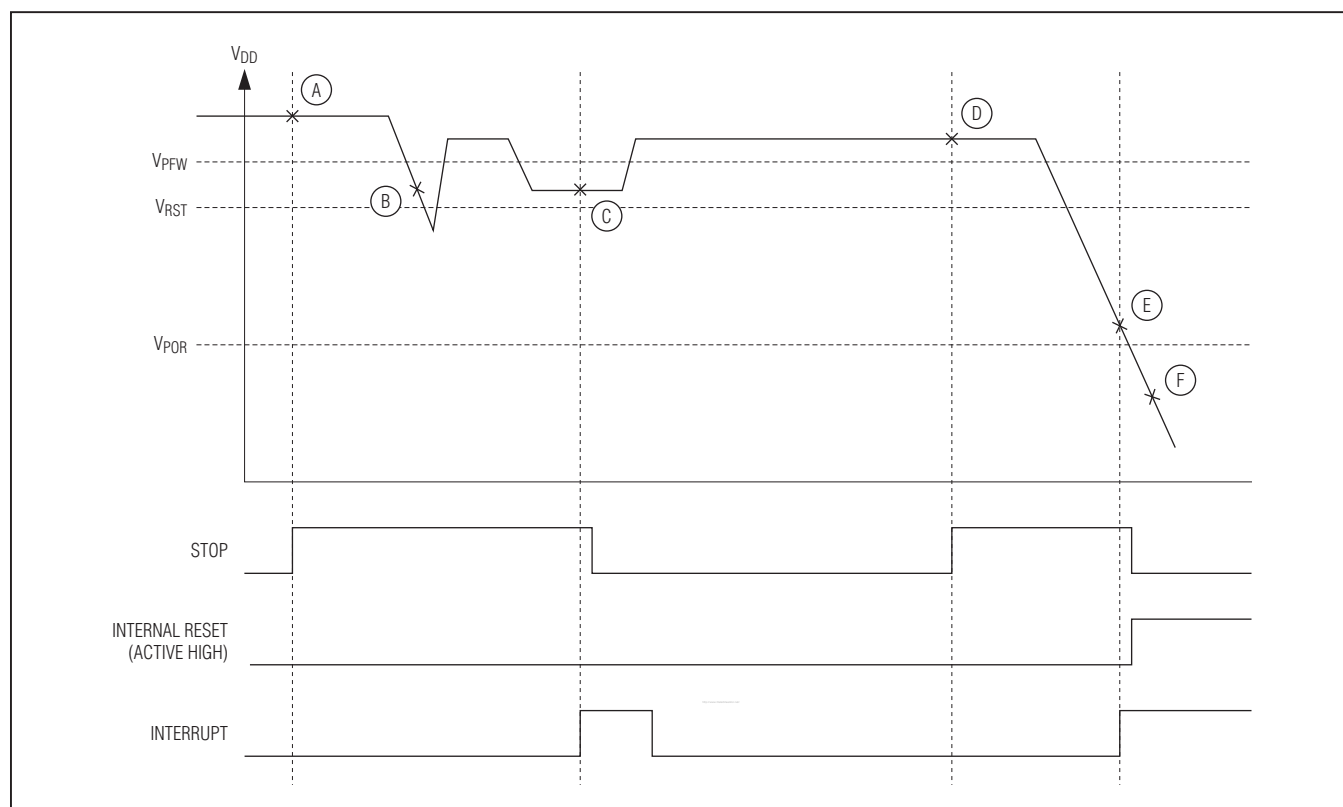 VDD
A
VPFW
D
B
VRST
C
E
VPOR
F
STOP
INTERNAL RESET
(ACTIVE HIGH)
INTERRUPT